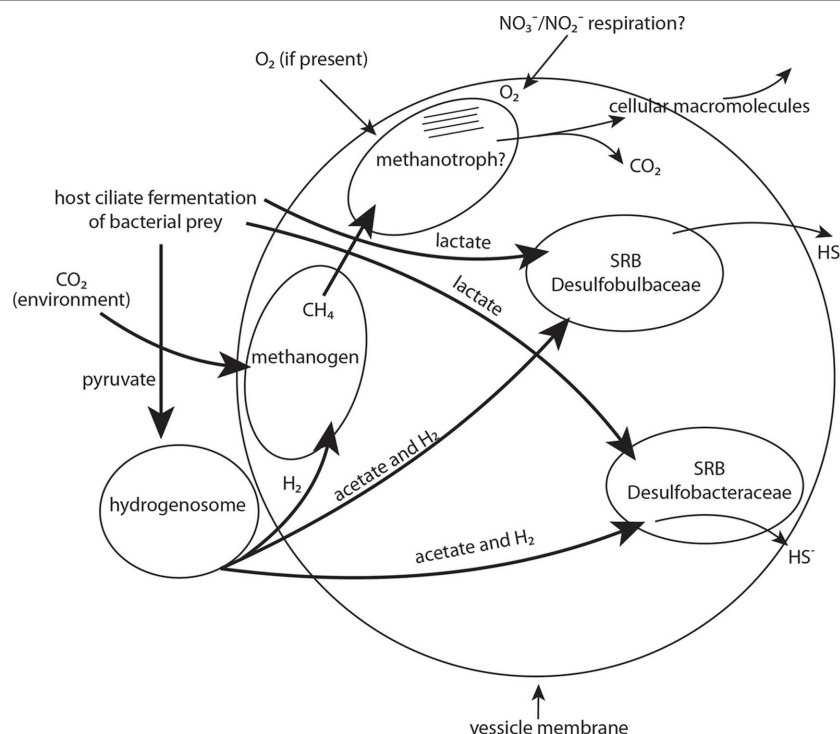 NO₃⁻/NO₂⁻ respiration?
O₂ (if present)
O₂
cellular macromolecules
methanotroph?
CO₂
host ciliate fermentation
of bacterial prey
lactate
HS
SRB
Desulfobulbaceae
CO₂
(environment)
lactate
CH₄
methanogen
pyruvate
acetate and H₂
SRB
Desulfobacteraceae
H₂
hydrogenosome
acetate and H₂
HS⁻
vessicle membrane